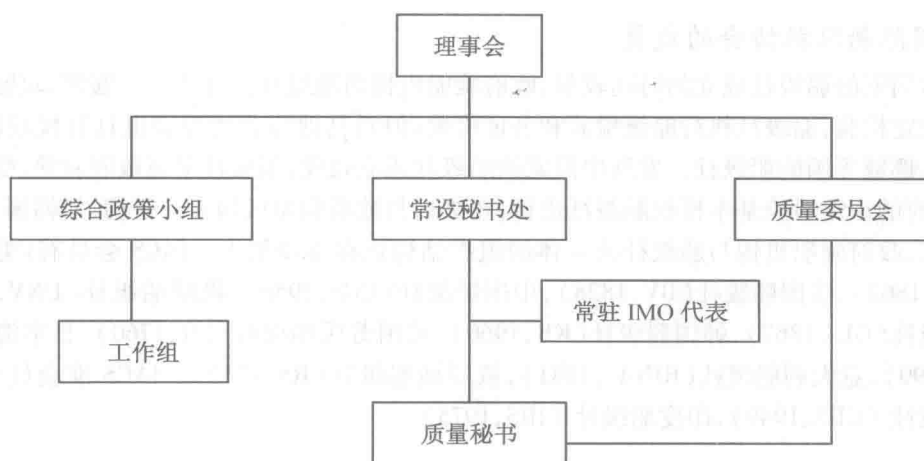 理事会
综合政策小组
常设秘书处
质量委员会
常驻 IMO 代表
工作组
质量秘书